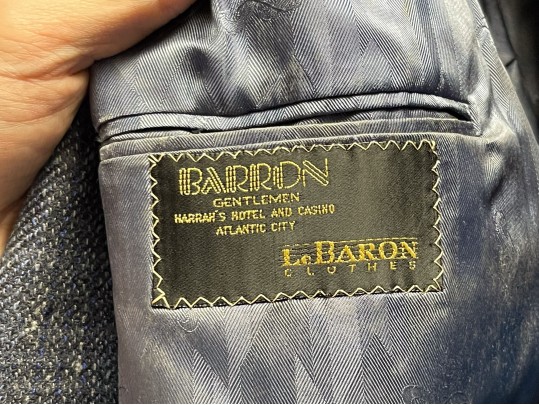 BARRON
GENTLEMEN
HARRAH'S HOTEL AND CASINO
ATLANTIC CITY
LeBARON
CLOTHES